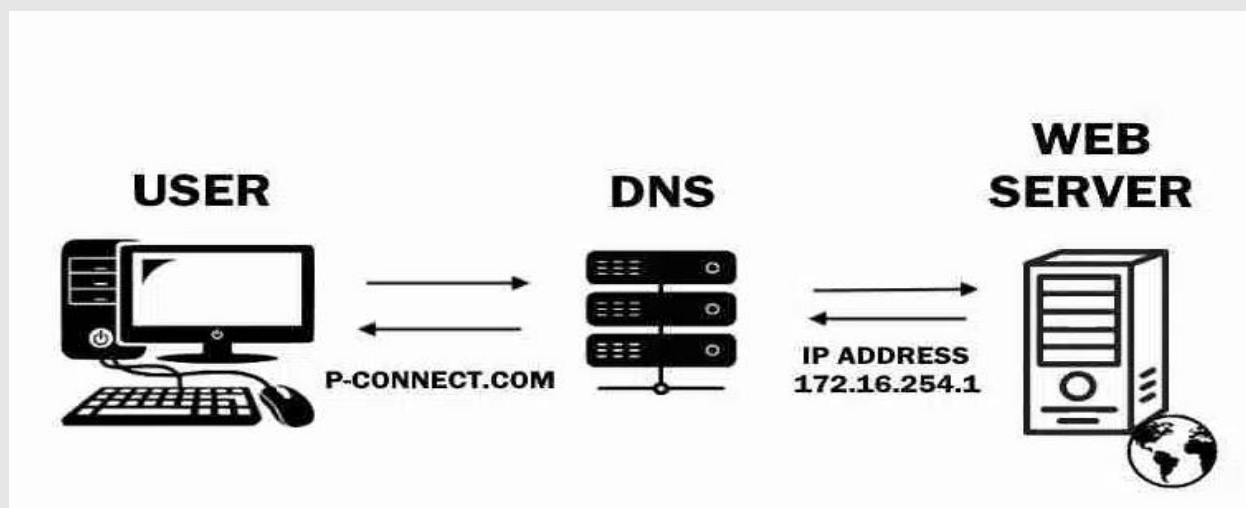 USER
DNS
WEB
SERVER
P-CONNECT.COM
IP ADDRESS
172.16.254.1